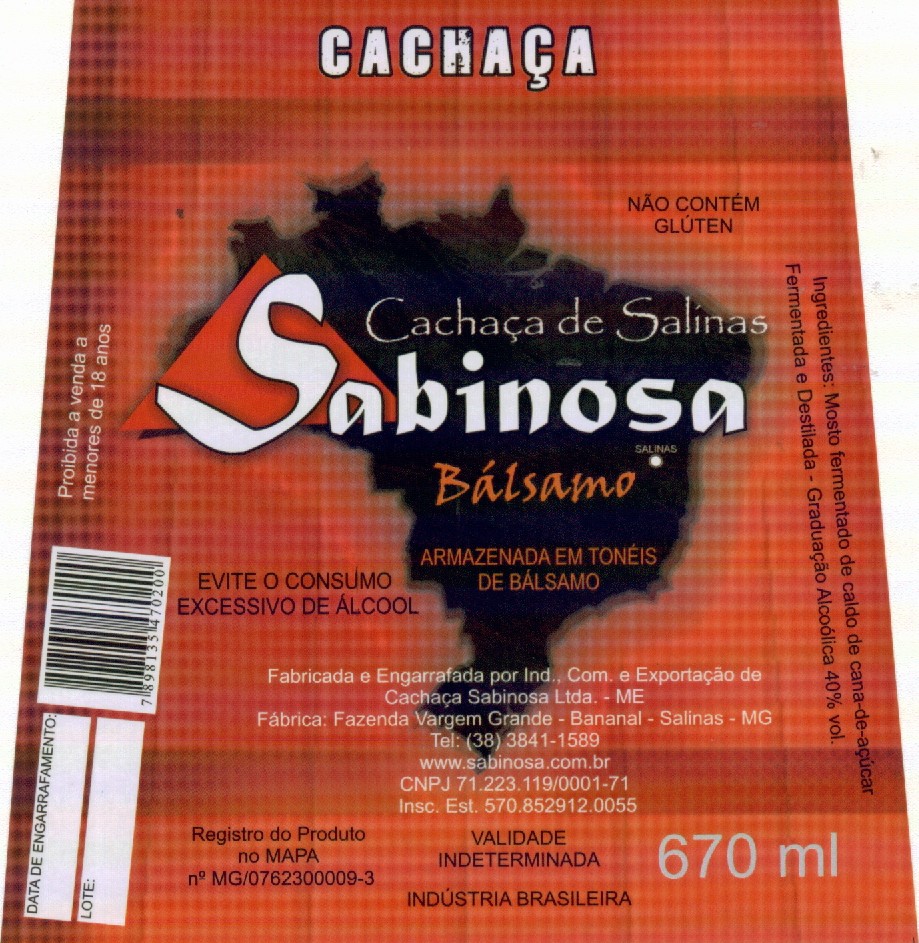 CACHAÇA
NÃO CONTÉM
GLÚTEN
Cachaça de Salinas
Sabinosa
SALINAS
Bálsamo
ARMAZENADA EM TONÉIS
DE BÁLSAMO
Proibida a venda a
menores de 18 anos
Ingredientes: Mosto fermentado de caldo de cana-de-açúcar
Fermentada e Destilada - Graduação Alcoólica 40% vol.
EVITE O CONSUMO
EXCESSIVO DE ÁLCOOL
7898135470200
Fabricada e Engarrafada por Ind., Com. e Exportação de
Cachaça Sabinosa Ltda. - ME
Fábrica: Fazenda Vargem Grande - Bananal - Salinas - MG
Tel: (38) 3841-1589
www.sabinosa.com.br
CNPJ 71.223.119/0001-71
Insc. Est. 570.852912.0055
DATA DE ENGARRAFAMENTO:
LOTE:
Registro do Produto
no MAPA
nº MG/0762300009-3
VALIDADE
INDETERMINADA
670 ml
INDÚSTRIA BRASILEIRA